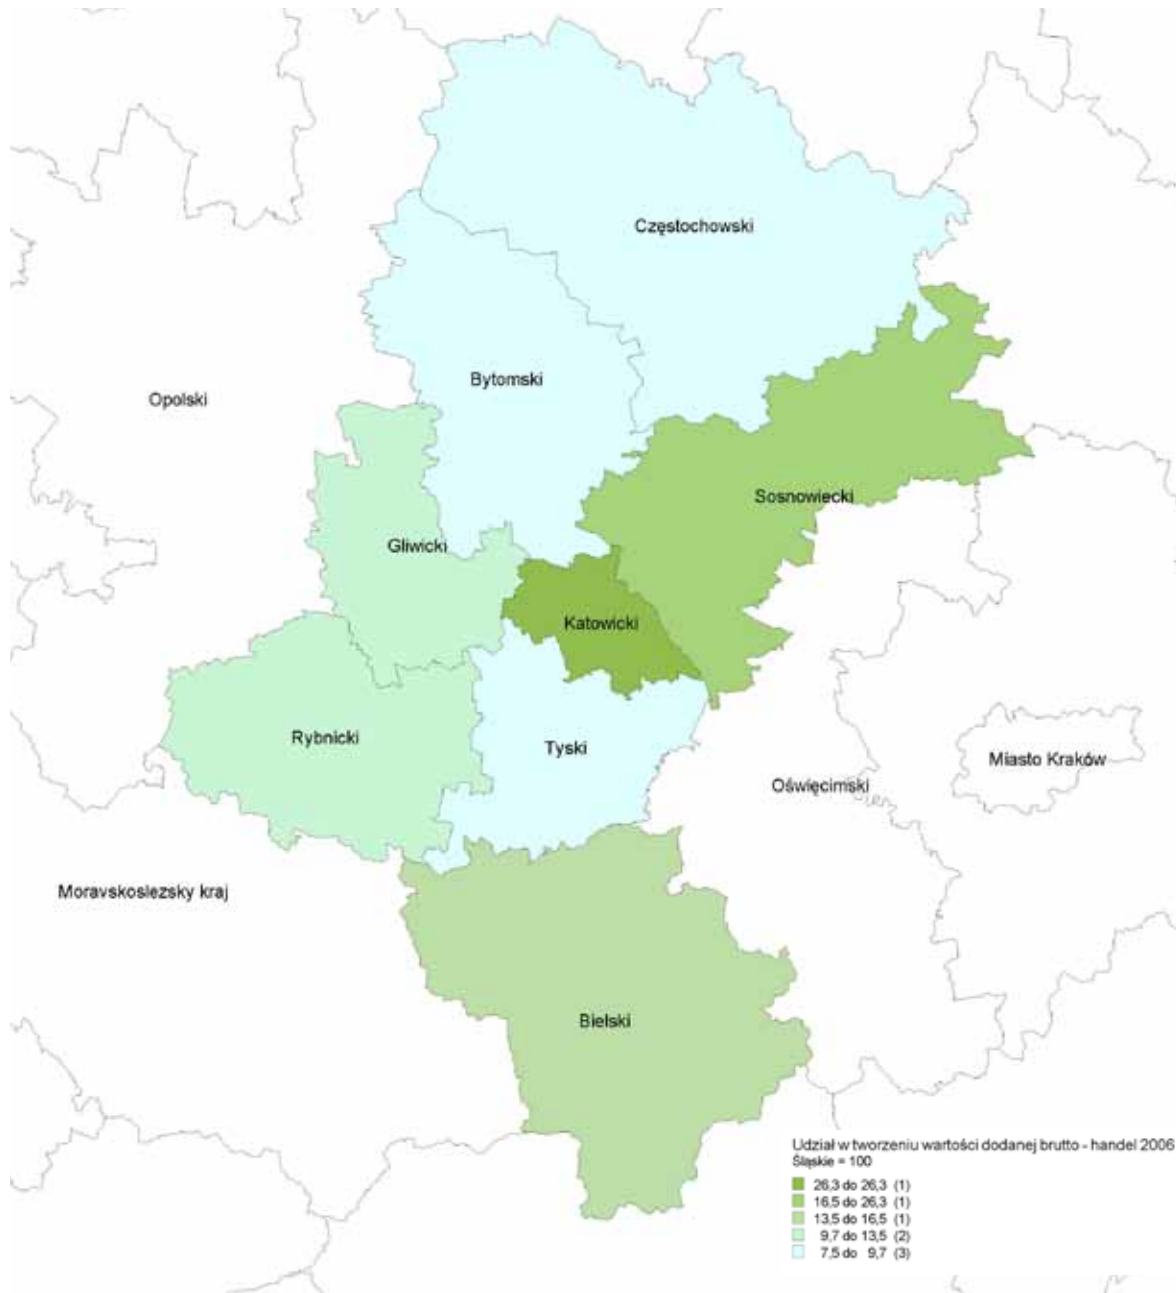 Częstochowski
Bytomski
Opolski
Sosnowiecki
Gliwicki
Katowicki
Rybnicki
Tyski
Miasto Kraków
Oświęcimski
Moravskoslezsky kraj
Bielski
Udział w tworzeniu wartości dodanej brutto - handel 2006
Śląskie = 100
26,3 do 26,3 (1)
16,5 do 26,3 (1)
13,5 do 16,5 (1)
9,7 do 13,5 (2)
7,5 do 9,7 (3)